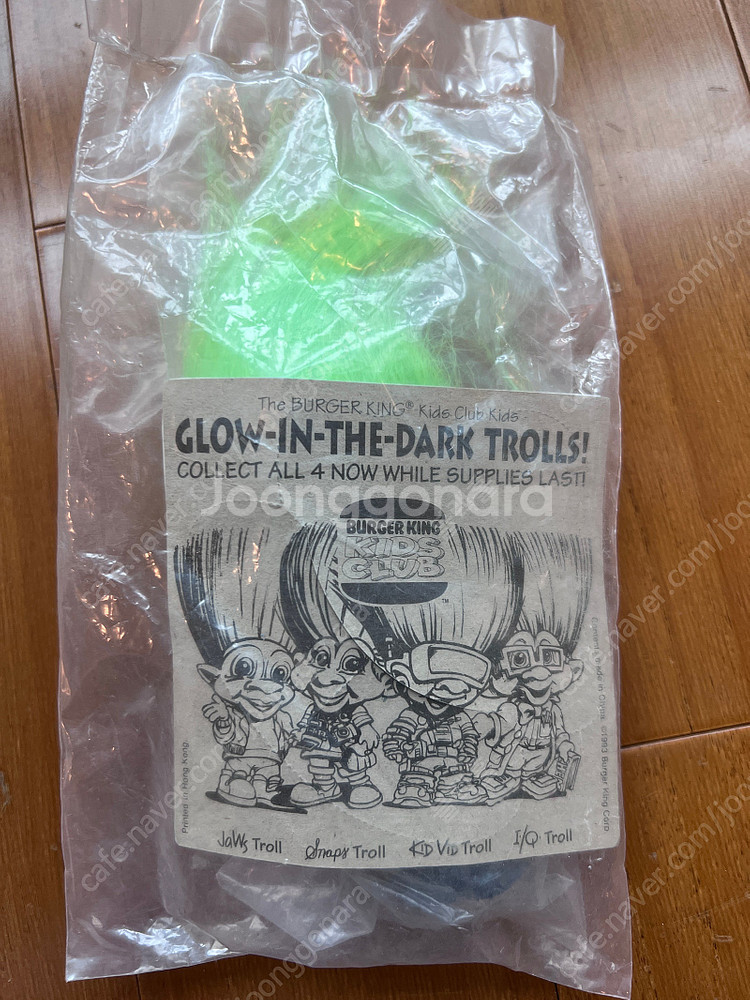 The BURGER KING® Kids Club Kids
GLOW-IN-THE-DARK TROLLS!
COLLECT ALL 4 NOW WHILE SUPPLIES LAST!
Joonggonara
BURGER KING
KIDS
CLUB
TM
Printed in Hong Kong.
©1993 Burger King Corp
Jaws Troll
Snaps Troll
Kid Vid Troll
I/Q Troll
cafe.naver.com/joonggonara